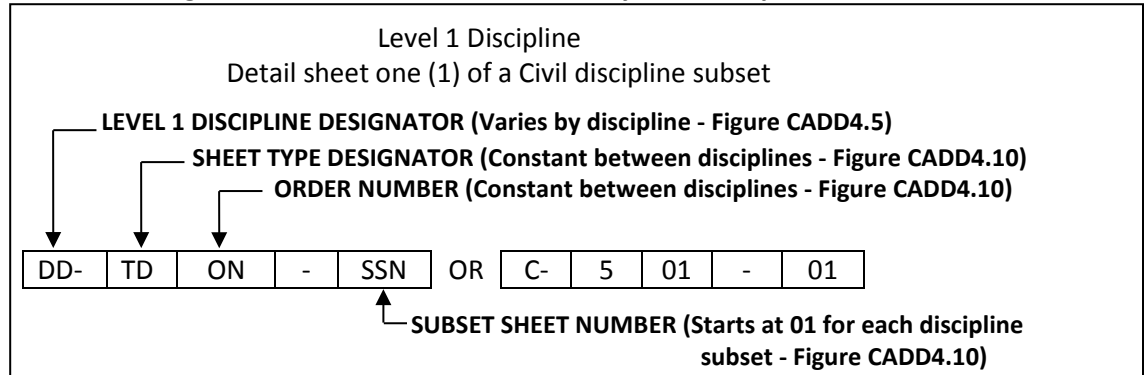 Level 1 Discipline
Detail sheet one (1) of a Civil discipline subset
LEVEL 1 DISCIPLINE DESIGNATOR (Varies by discipline - Figure CADD4.5)
SHEET TYPE DESIGNATOR (Constant between disciplines - Figure CADD4.10)
ORDER NUMBER (Constant between disciplines - Figure CADD4.10)
DD- TD ON - SSN OR C- 5 01 - 01
SUBSET SHEET NUMBER (Starts at 01 for each discipline
subset - Figure CADD4.10)